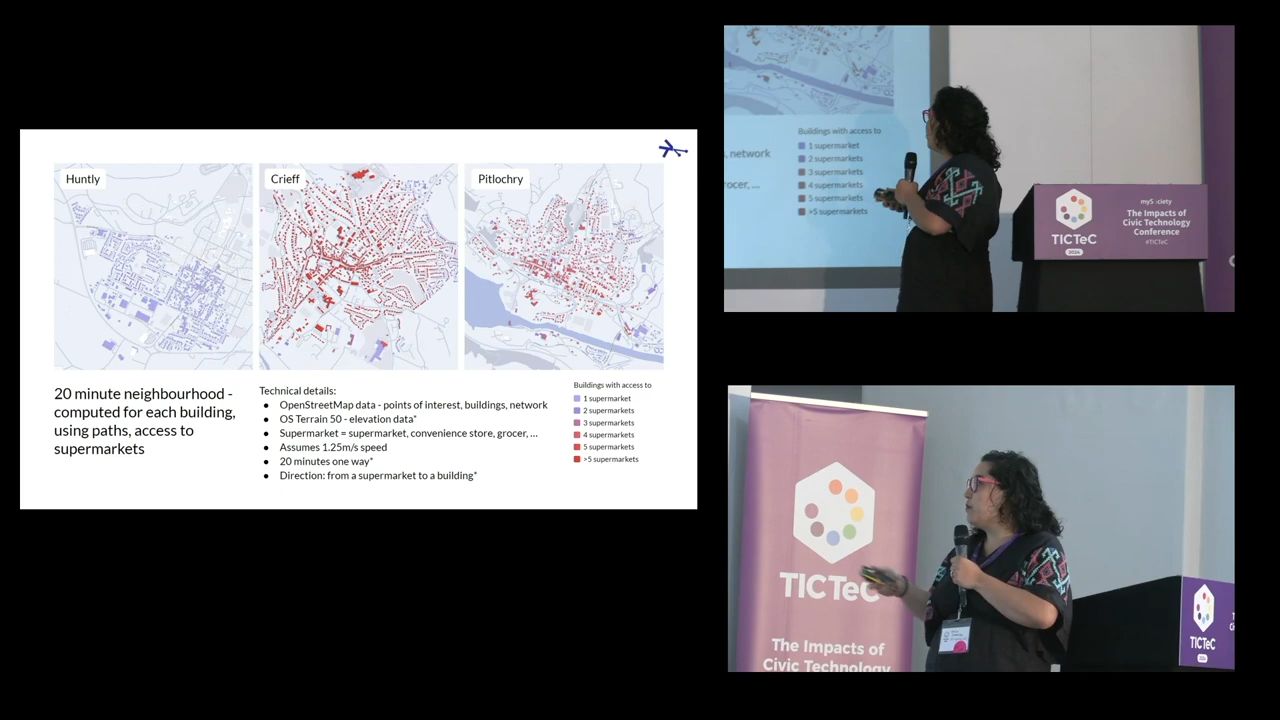 Huntly
Crieff
Pitlochry
20 minute neighbourhood -
computed for each building,
using paths, access to
supermarkets
Technical details:
● OpenStreetMap data - points of interest, buildings, network
● OS Terrain 50 - elevation data*
● Supermarket = supermarket, convenience store, grocer, ...
● Assumes 1.25m/s speed
● 20 minutes one way*
● Direction: from a supermarket to a building*
Buildings with access to
1 supermarket
2 supermarkets
3 supermarkets
4 supermarkets
5 supermarkets
>5 supermarkets
, network
rocer, ...
Buildings with access to
1 supermarket
2 supermarkets
3 supermarkets
4 supermarkets
5 supermarkets
>5 supermarkets
TICTeC
2024
The Impacts of
Civic Technology
Conference
#TICTeC
TICTeC
The Impacts of
Civic Technology
TICTeC